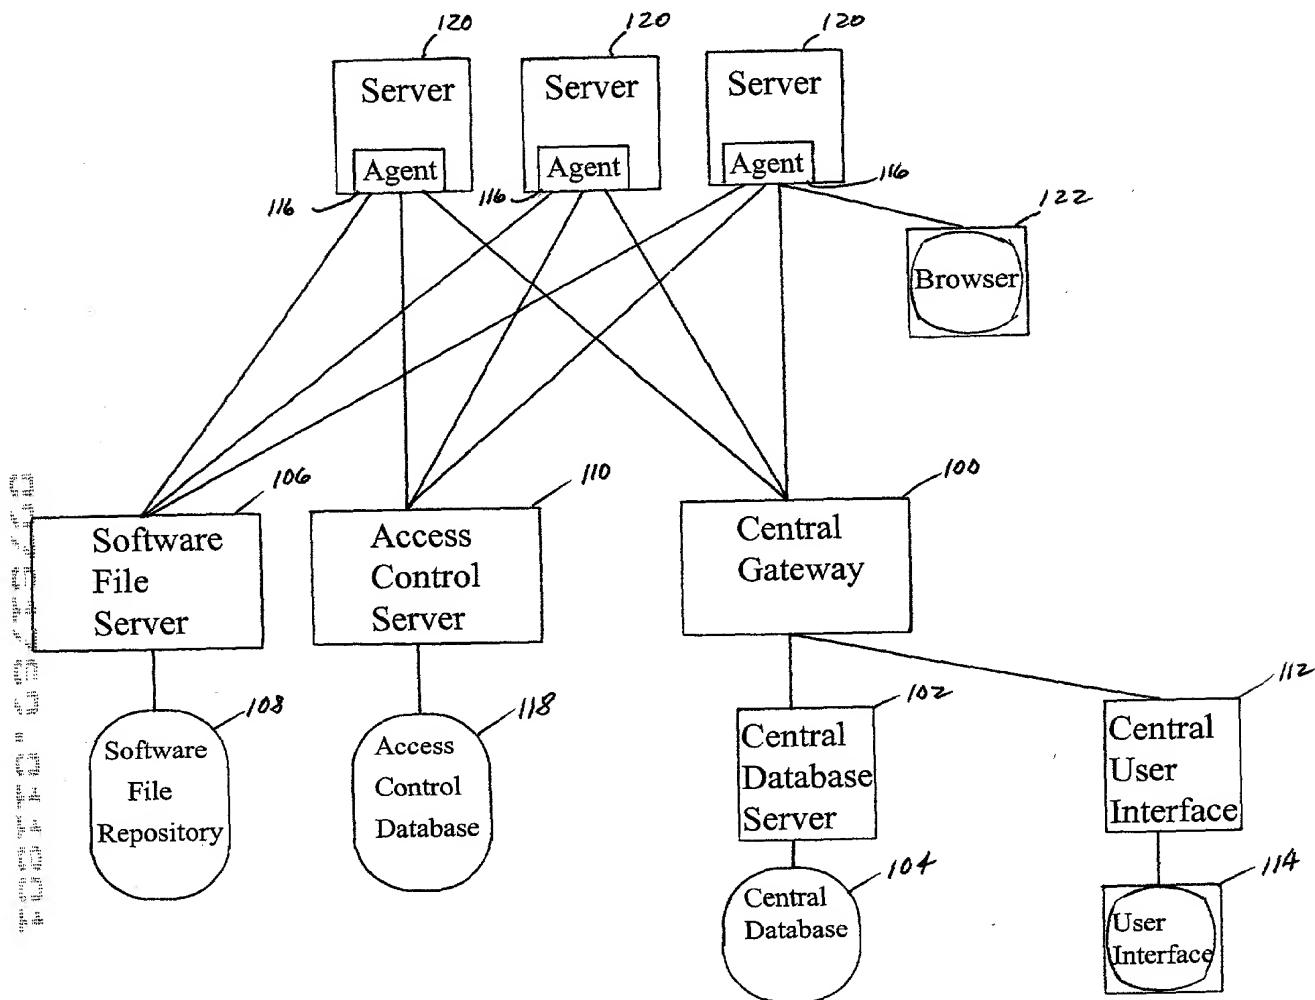 120
120
120
Server
Server
Server
Agent
Agent
Agent
116
116
116
122
Browser
106
110
100
Software
File
Server
Access
Control
Server
Central
Gateway
108
118
102
112
Software
File
Repository
Access
Control
Database
Central
Database
Server
Central
User
Interface
104
114
Central
Database
User
Interface